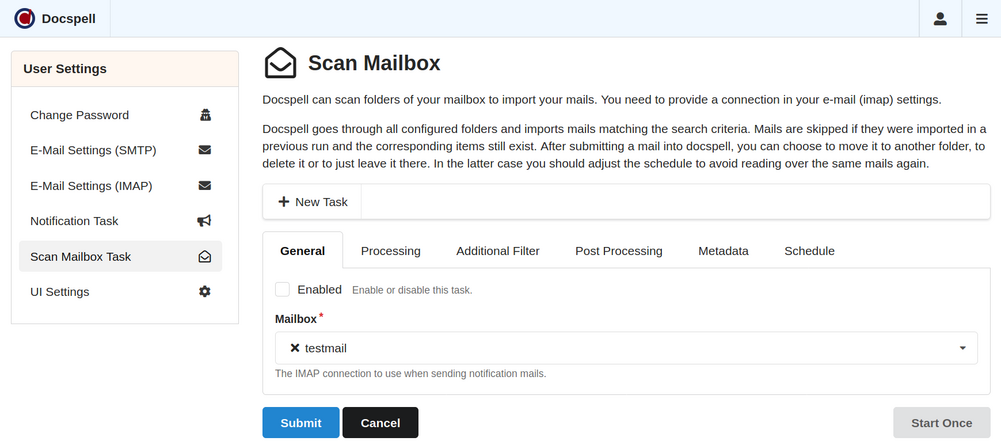 Docspell
User Settings
Change Password
E-Mail Settings (SMTP)
E-Mail Settings (IMAP)
Notification Task
Scan Mailbox Task
UI Settings
Scan Mailbox
Docspell can scan folders of your mailbox to import your mails. You need to provide a connection in your e-mail (imap) settings.
Docspell goes through all configured folders and imports mails matching the search criteria. Mails are skipped if they were imported in a
previous run and the corresponding items still exist. After submitting a mail into docspell, you can choose to move it to another folder, to
delete it or to just leave it there. In the latter case you should adjust the schedule to avoid reading over the same mails again.
New Task
General Processing Additional Filter Post Processing Metadata Schedule
Enabled Enable or disable this task.
Mailbox *
testmail
The IMAP connection to use when sending notification mails.
Submit Cancel Start Once